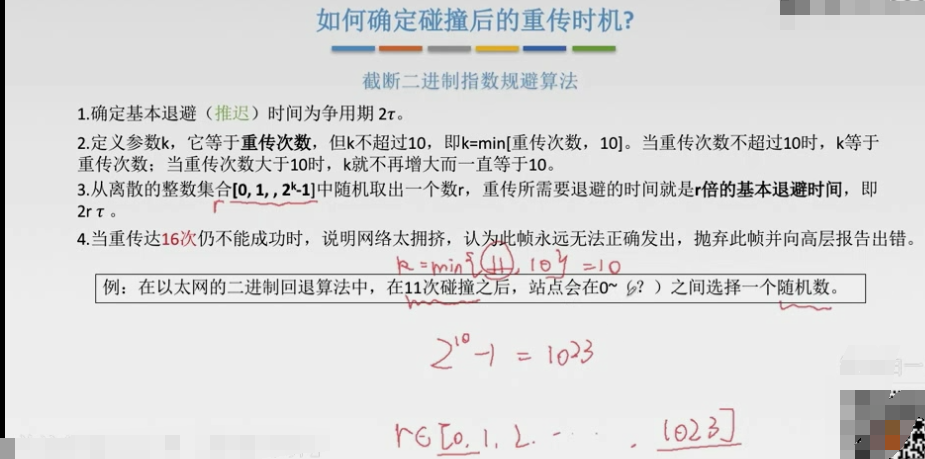 如何确定碰撞后的重传时机?
截断二进制指数规避算法
1.确定基本退避（推迟）时间为争用期 2τ。
2.定义参数k，它等于重传次数，但k不超过10，即k=min[重传次数，10]。当重传次数不超过10时，k等于
重传次数；当重传次数大于10时，k就不再增大而一直等于10。
3.从离散的整数集合[0, 1, , 2ᵏ-1]中随机取出一个数r，重传所需要退避的时间就是r倍的基本退避时间，即
2r τ 。
4.当重传达16次仍不能成功时，说明网络太拥挤，认为此帧永远无法正确发出，抛弃此帧并向高层报告出错。
r
k=min{11, 10}=10
例：在以太网的二进制回退算法中，在11次碰撞之后，站点会在0~ ?）之间选择一个随机数。
2¹⁰-1 = 1023
r∈[0, 1, 2. - · · · . 1023]